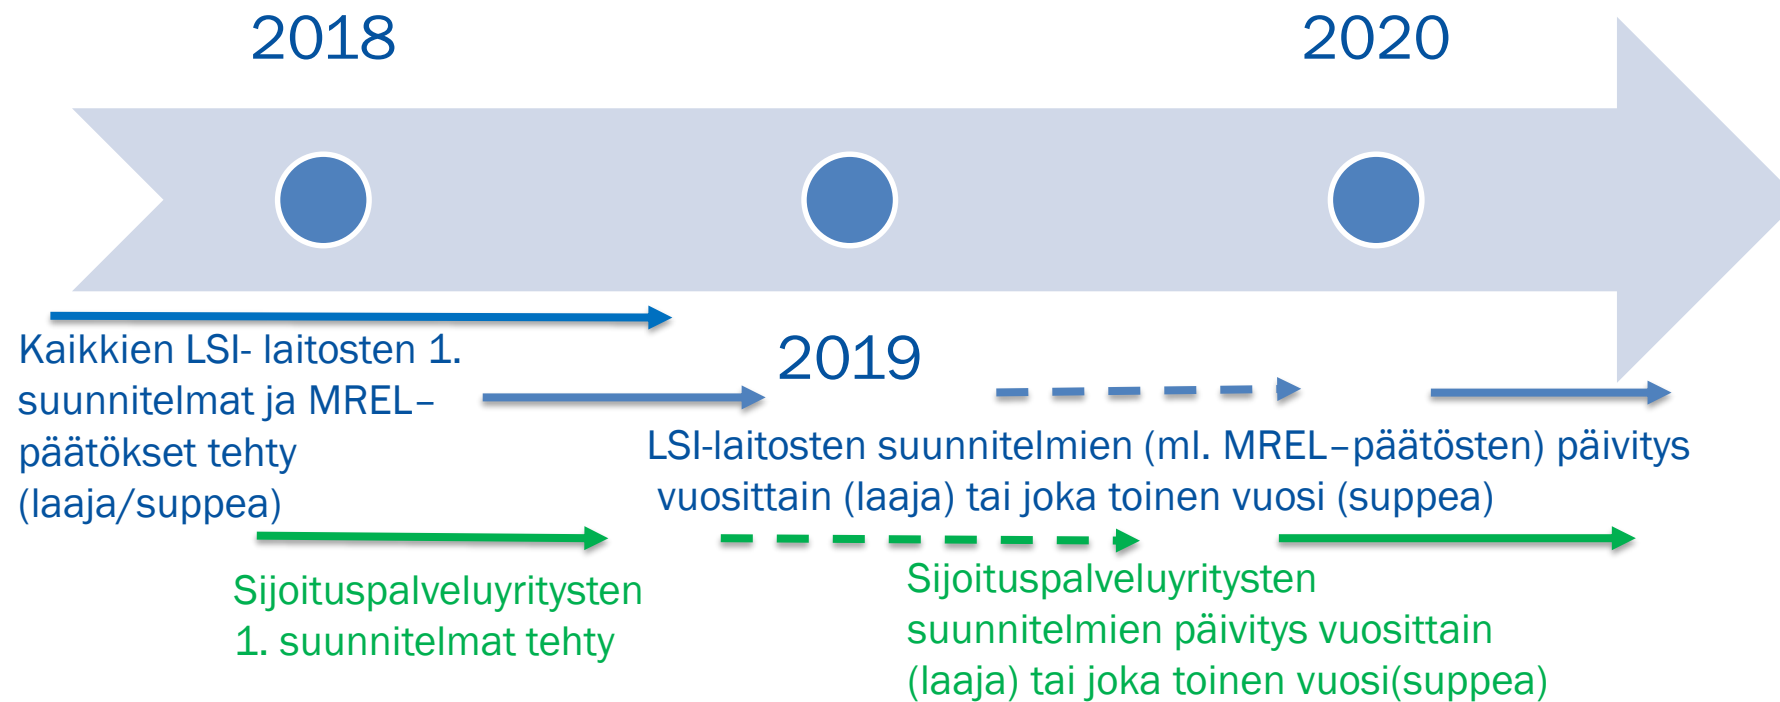 2018
2020
Kaikkien LSI- laitosten 1.
suunnitelmat ja MREL–
päätökset tehty
(laaja/suppea)
2019
LSI-laitosten suunnitelmien (ml. MREL–päätösten) päivitys
vuosittain (laaja) tai joka toinen vuosi (suppea)
Sijoituspalveluyritysten
1. suunnitelmat tehty
Sijoituspalveluyritysten
suunnitelmien päivitys vuosittain
(laaja) tai joka toinen vuosi(suppea)